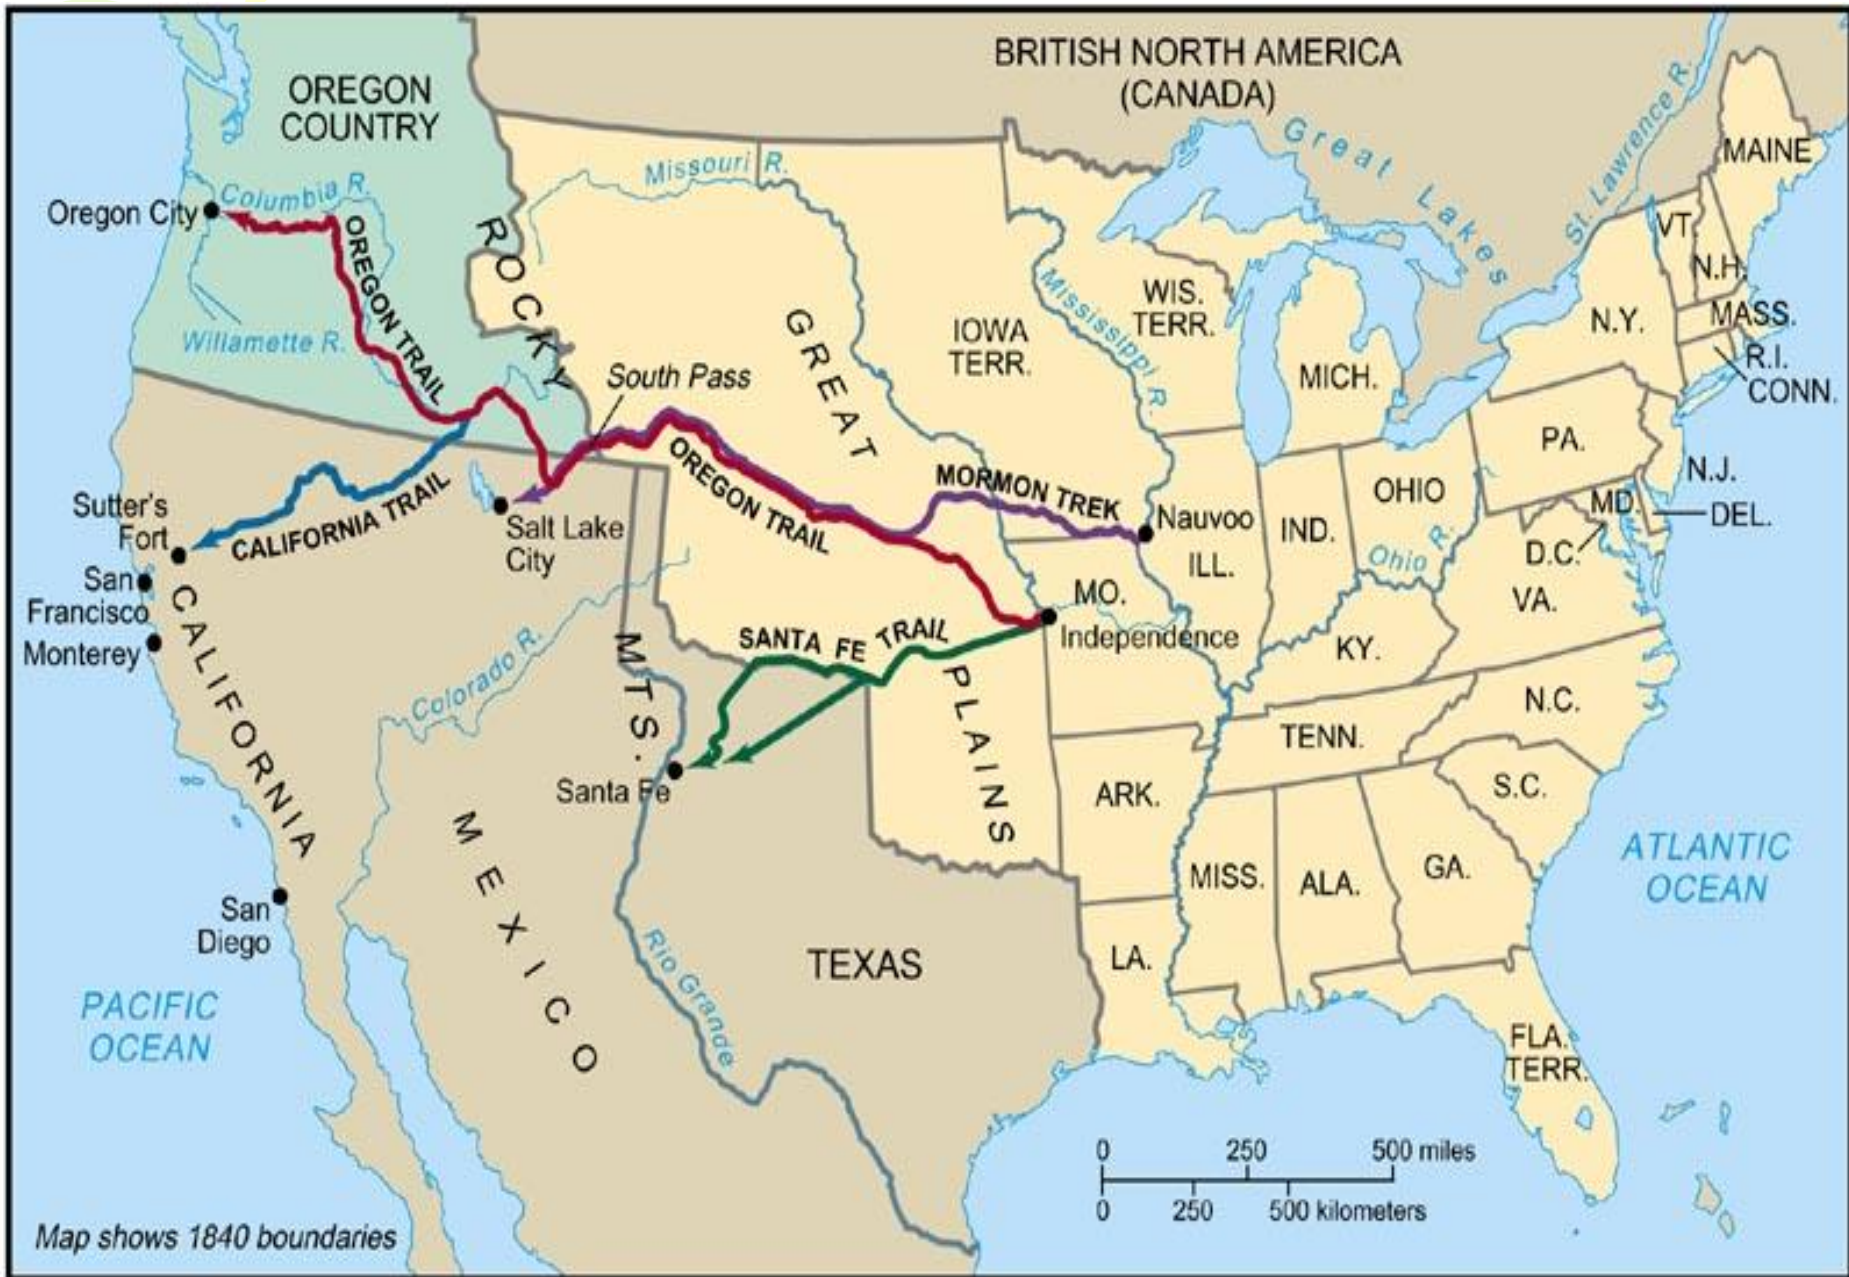 BRITISH NORTH AMERICA
(CANADA)
OREGON
COUNTRY
Great Lakes
St. Lawrence R.
MAINE
Missouri R.
Columbia R.
Oregon City
OREGON TRAIL
ROCKY
VT.
N.H.
Mississippi R.
WIS.
TERR.
GREAT
IOWA
TERR.
N.Y.
MASS.
R.I.
CONN.
Willamette R.
South Pass
MICH.
PA.
N.J.
OREGON TRAIL
MORMON TREK
OHIO
MD.
DEL.
Sutter's
Fort
CALIFORNIA TRAIL
Salt Lake
City
Nauvoo
ILL.
IND.
Ohio R.
D.C.
VA.
San
Francisco
Monterey
CALIFORNIA
MO.
Independence
SANTA FE TRAIL
KY.
Colorado R.
MTS.
PLAINS
N.C.
TENN.
Santa Fe
ARK.
S.C.
MEXICO
MISS.
ALA.
GA.
ATLANTIC
OCEAN
San
Diego
Rio Grande
TEXAS
LA.
PACIFIC
OCEAN
FLA.
TERR.
0 250 500 miles
0 250 500 kilometers
Map shows 1840 boundaries